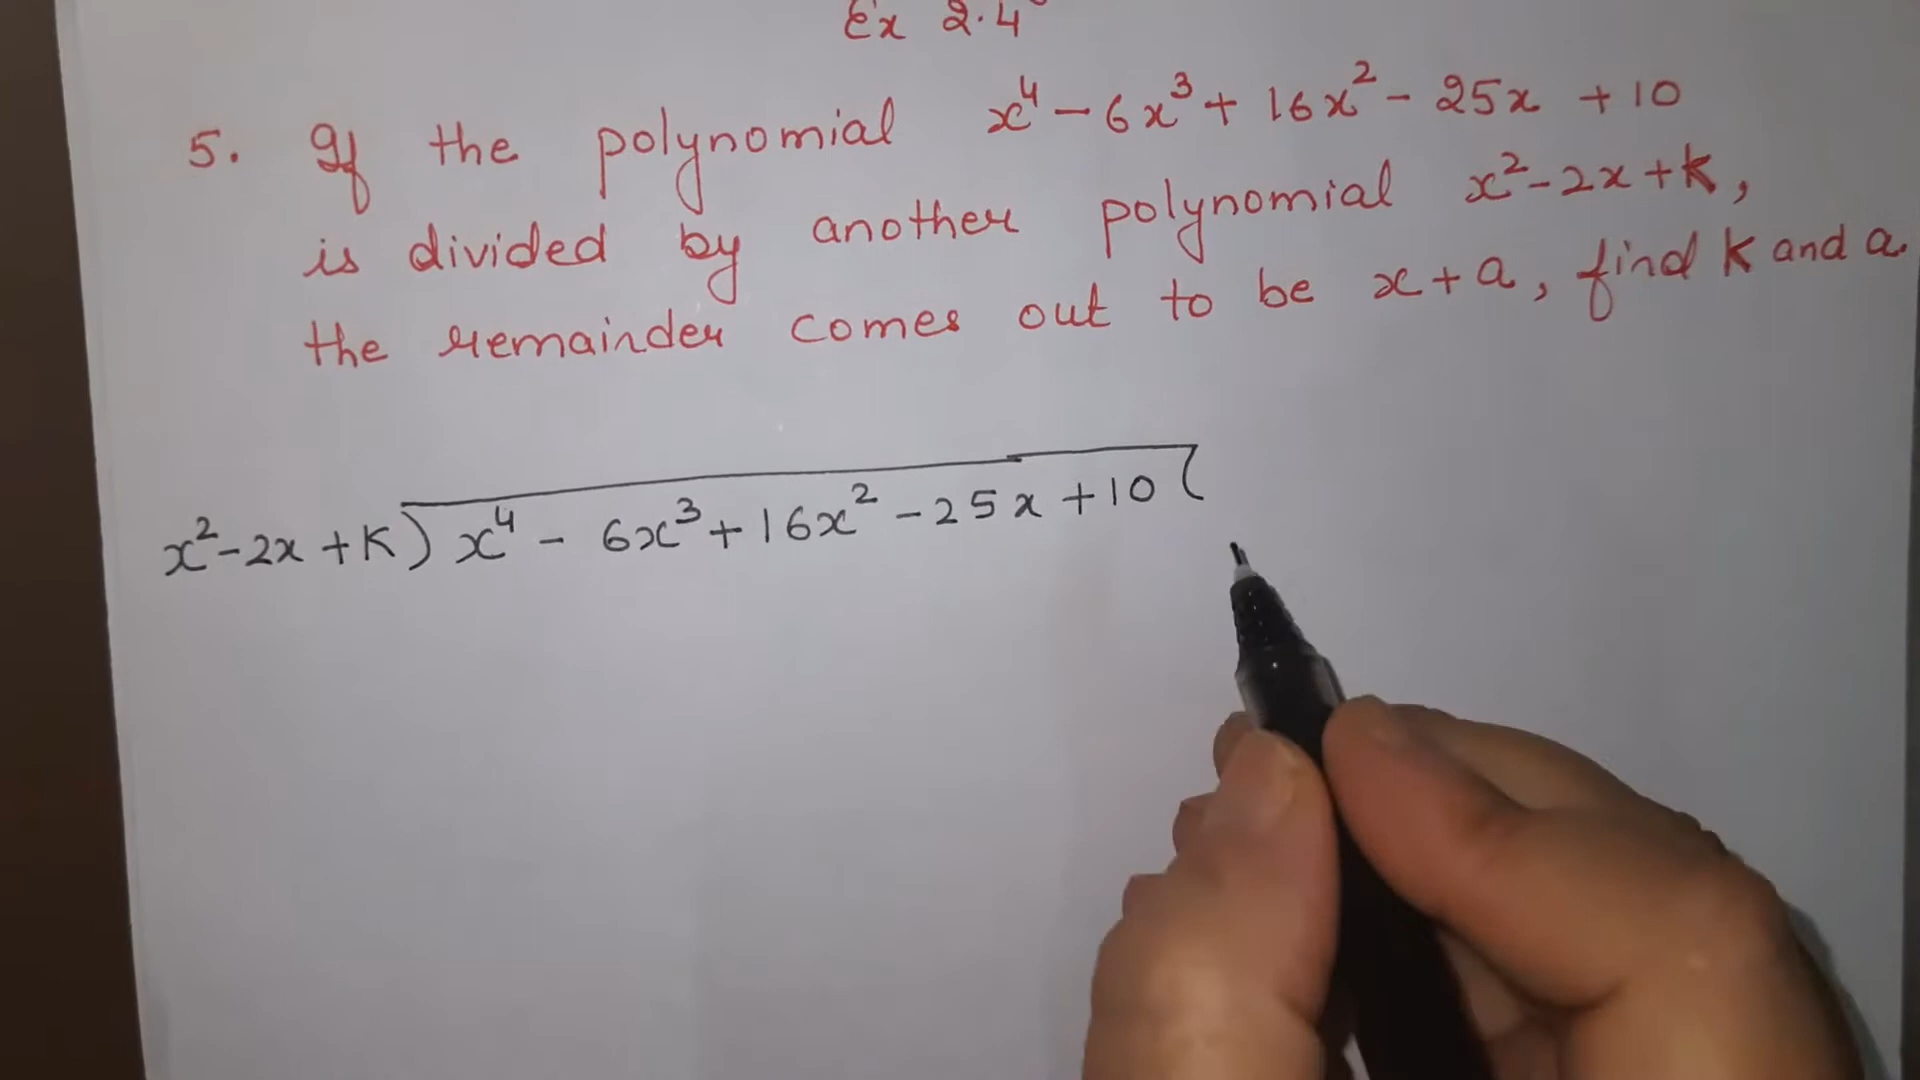 Ex 2.4
5. If the polynomial x⁴ - 6x³ + 16x² - 25x + 10
is divided by another polynomial x² - 2x + K,
the remainder comes out to be x + a, find K and a.
x² - 2x + K) x⁴ - 6x³ + 16x² - 25x + 10 (